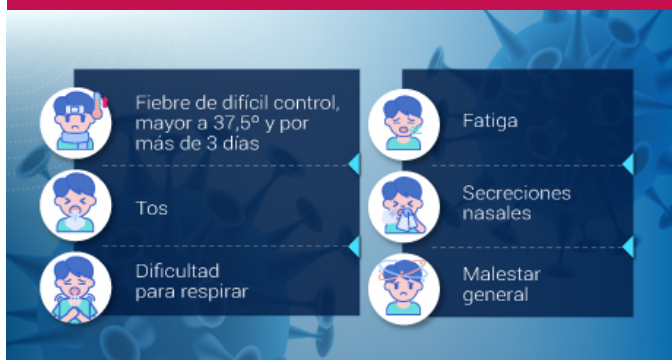 Fiebre de difícil control,
mayor a 37,5º y por
más de 3 días
Tos
Dificultad
para respirar
Fatiga
Secreciones
nasales
Malestar
general